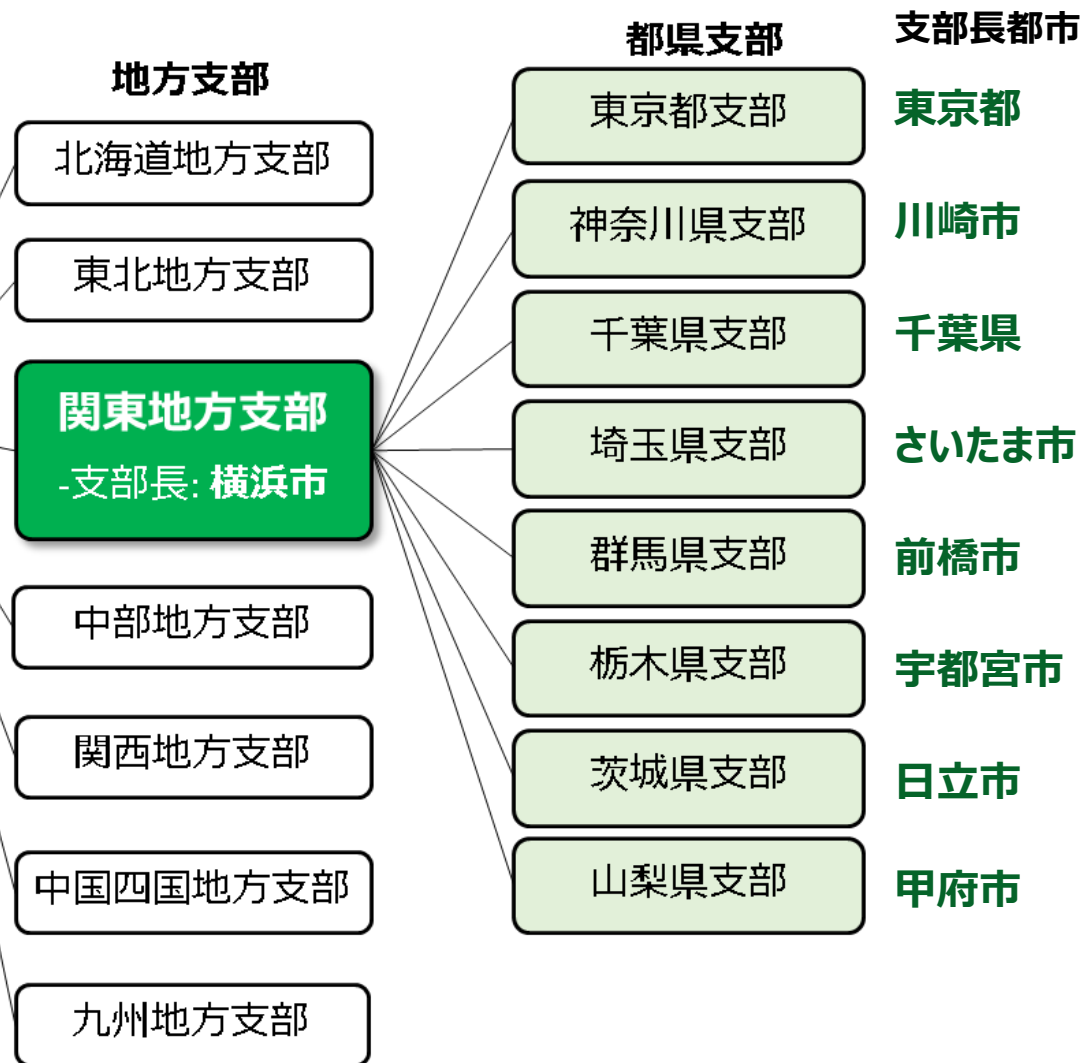 地方支部
北海道地方支部
東北地方支部
関東地方支部
-支部長: 横浜市
中部地方支部
関西地方支部
中国四国地方支部
九州地方支部
都県支部
支部長都市
東京都支部
東京都
神奈川県支部
川崎市
千葉県支部
千葉県
埼玉県支部
さいたま市
群馬県支部
前橋市
栃木県支部
宇都宮市
茨城県支部
日立市
山梨県支部
甲府市